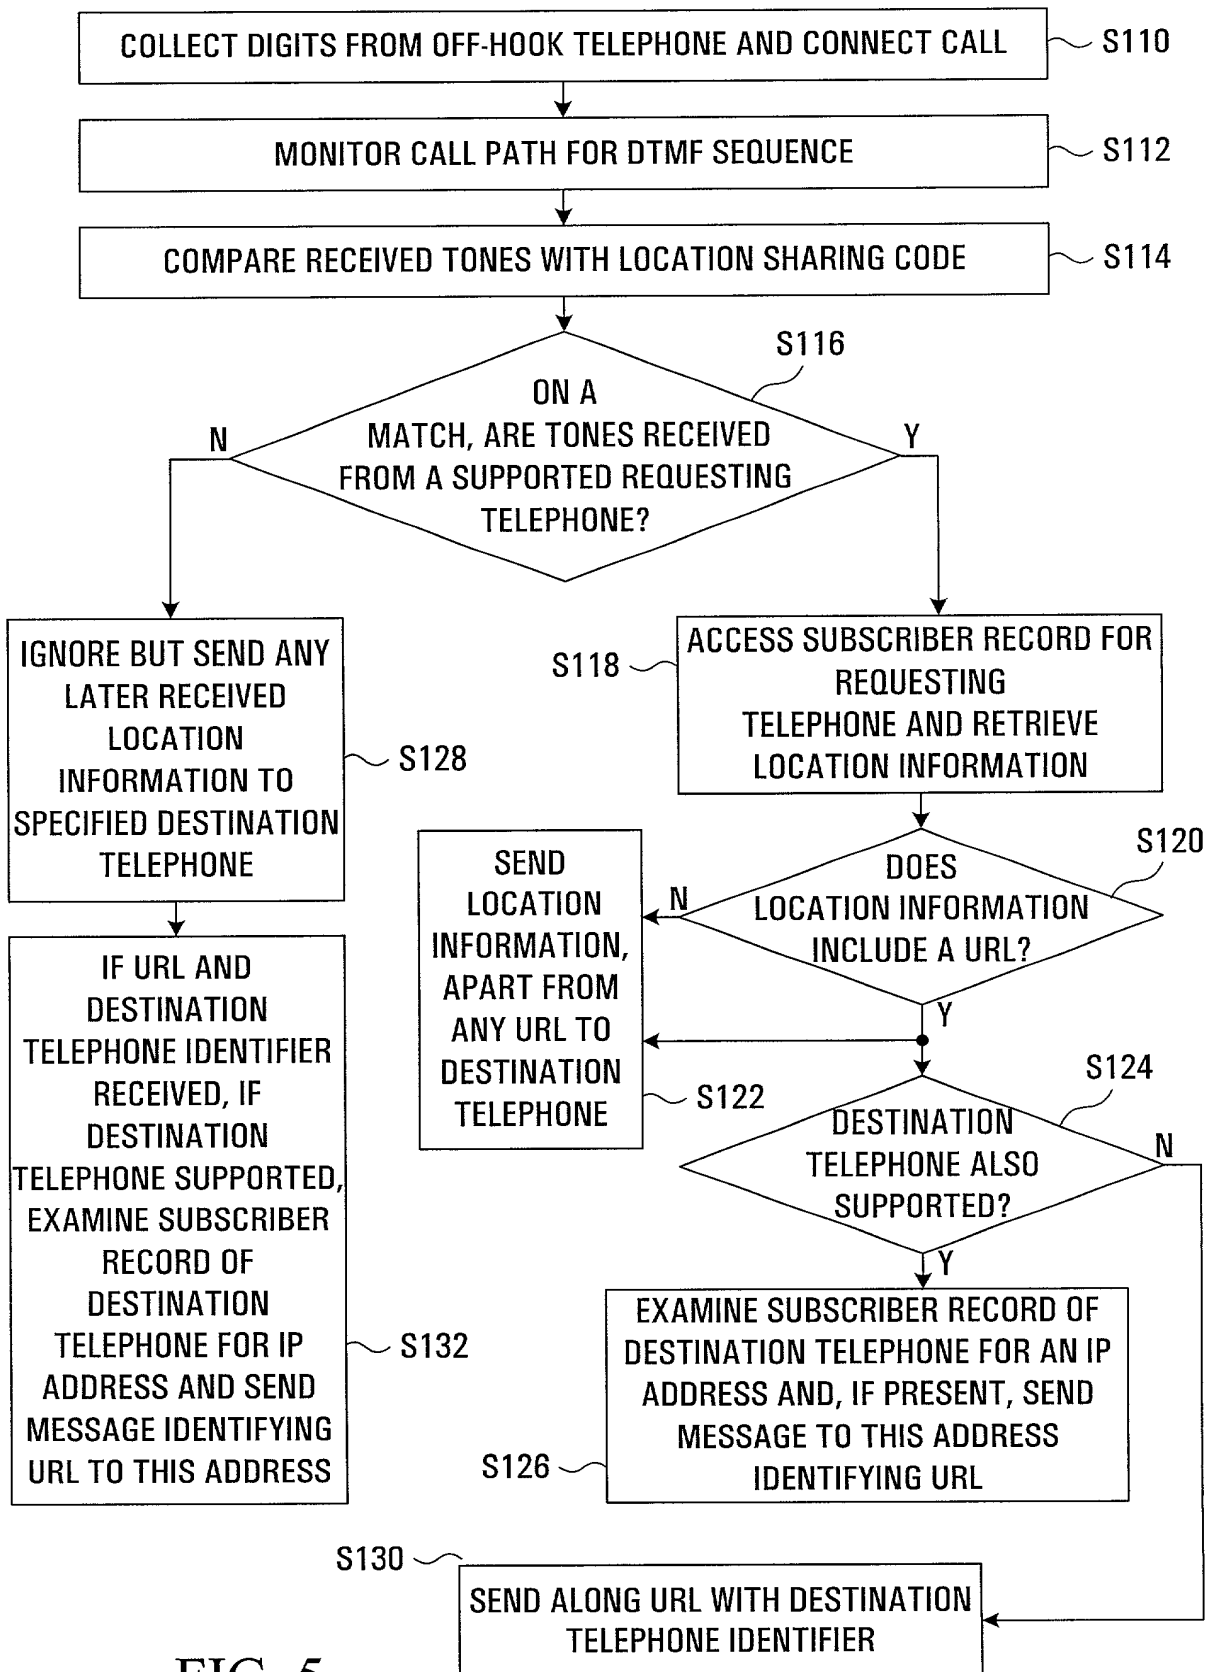 COLLECT DIGITS FROM OFF-HOOK TELEPHONE AND CONNECT CALL
S110
MONITOR CALL PATH FOR DTMF SEQUENCE
S112
COMPARE RECEIVED TONES WITH LOCATION SHARING CODE
S114
S116
ON A
MATCH, ARE TONES RECEIVED
FROM A SUPPORTED REQUESTING
TELEPHONE?
N
Y
IGNORE BUT SEND ANY
LATER RECEIVED
LOCATION
INFORMATION TO
SPECIFIED DESTINATION
TELEPHONE
S128
S118
ACCESS SUBSCRIBER RECORD FOR
REQUESTING
TELEPHONE AND RETRIEVE
LOCATION INFORMATION
S120
DOES
LOCATION INFORMATION
INCLUDE A URL?
N
Y
SEND
LOCATION
INFORMATION,
APART FROM
ANY URL TO
DESTINATION
TELEPHONE
S122
S124
DESTINATION
TELEPHONE ALSO
SUPPORTED?
N
Y
IF URL AND
DESTINATION
TELEPHONE IDENTIFIER
RECEIVED, IF
DESTINATION
TELEPHONE SUPPORTED,
EXAMINE SUBSCRIBER
RECORD OF
DESTINATION
TELEPHONE FOR IP
ADDRESS AND SEND
MESSAGE IDENTIFYING
URL TO THIS ADDRESS
S132
EXAMINE SUBSCRIBER RECORD OF
DESTINATION TELEPHONE FOR AN IP
ADDRESS AND, IF PRESENT, SEND
MESSAGE TO THIS ADDRESS
IDENTIFYING URL
S126
S130
SEND ALONG URL WITH DESTINATION
TELEPHONE IDENTIFIER
FIG. 5